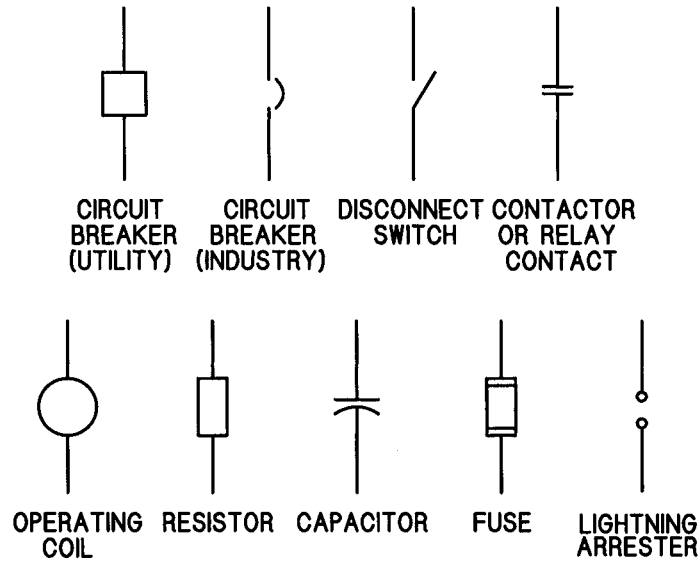 CIRCUIT BREAKER (UTILITY)
CIRCUIT BREAKER (INDUSTRY)
DISCONNECT SWITCH
CONTACTOR OR RELAY CONTACT
OPERATING COIL
RESISTOR
CAPACITOR
FUSE
LIGHTNING ARRESTER